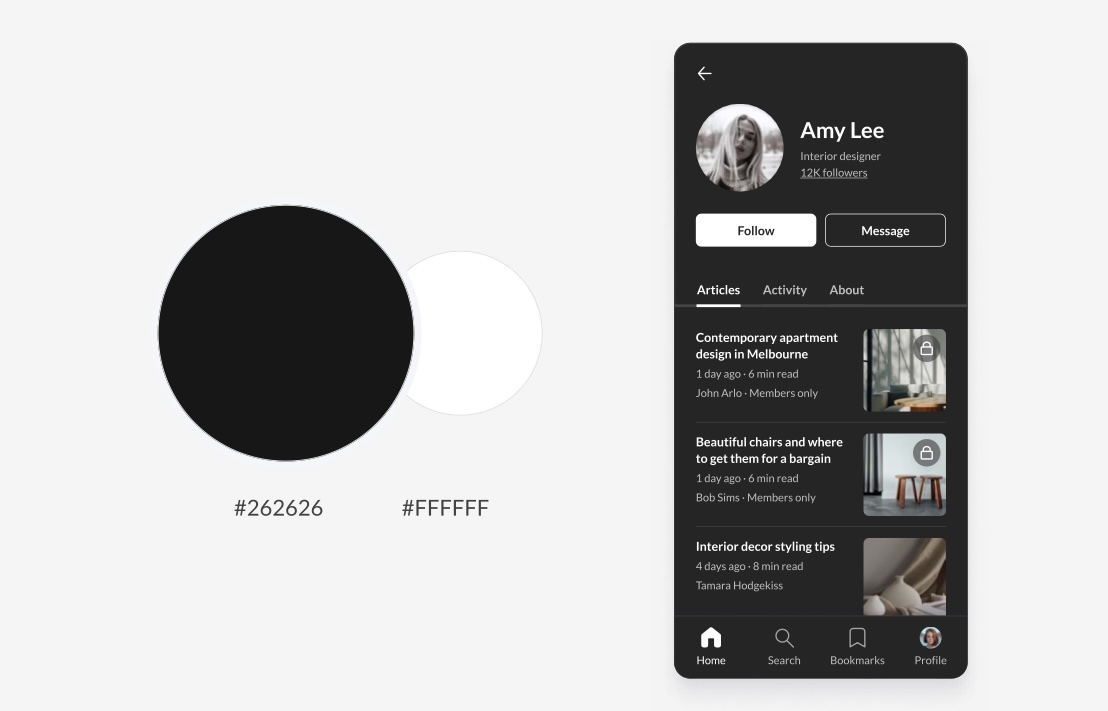 #262626
#FFFFFF
Amy Lee
Interior designer
12K followers
Follow
Message
Articles
Activity
About
Contemporary apartment
design in Melbourne
1 day ago · 6 min read
John Arlo · Members only
Beautiful chairs and where
to get them for a bargain
1 day ago · 6 min read
Bob Sims · Members only
Interior decor styling tips
4 days ago · 8 min read
Tamara Hodgekiss
Home
Search
Bookmarks
Profile